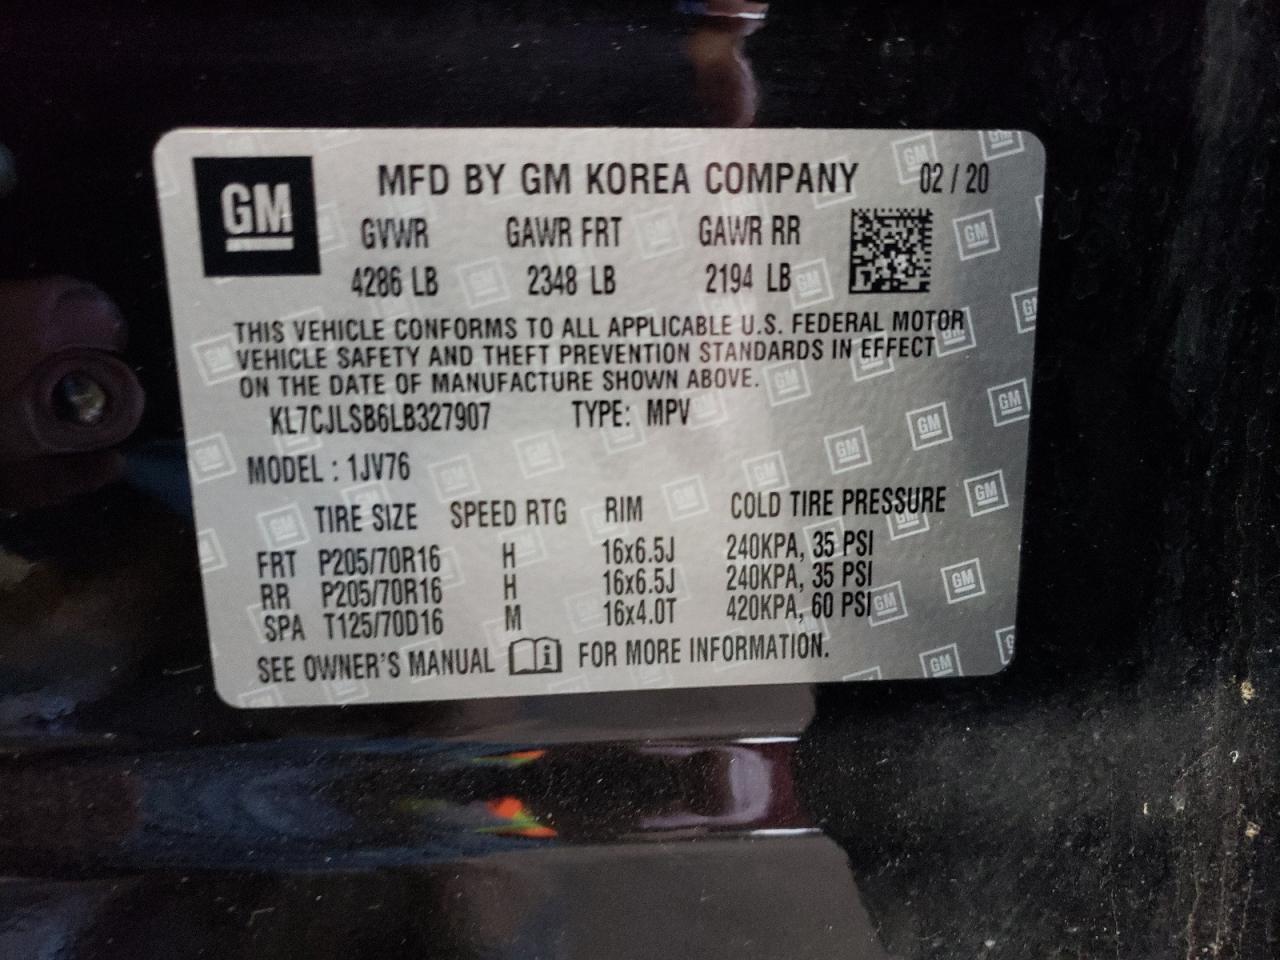 GM MFD BY GM KOREA COMPANY 02 / 20
GVWR GAWR FRT GAWR RR
4286 LB 2348 LB 2194 LB
THIS VEHICLE CONFORMS TO ALL APPLICABLE U.S. FEDERAL MOTOR
VEHICLE SAFETY AND THEFT PREVENTION STANDARDS IN EFFECT
ON THE DATE OF MANUFACTURE SHOWN ABOVE.
KL7CJLSB6LB327907 TYPE: MPV
MODEL : 1JV76
TIRE SIZE SPEED RTG RIM COLD TIRE PRESSURE
FRT P205/70R16 H 16x6.5J 240KPA, 35 PSI
RR P205/70R16 H 16x6.5J 240KPA, 35 PSI
SPA T125/70D16 M 16x4.0T 420KPA, 60 PSI
SEE OWNER'S MANUAL FOR MORE INFORMATION.